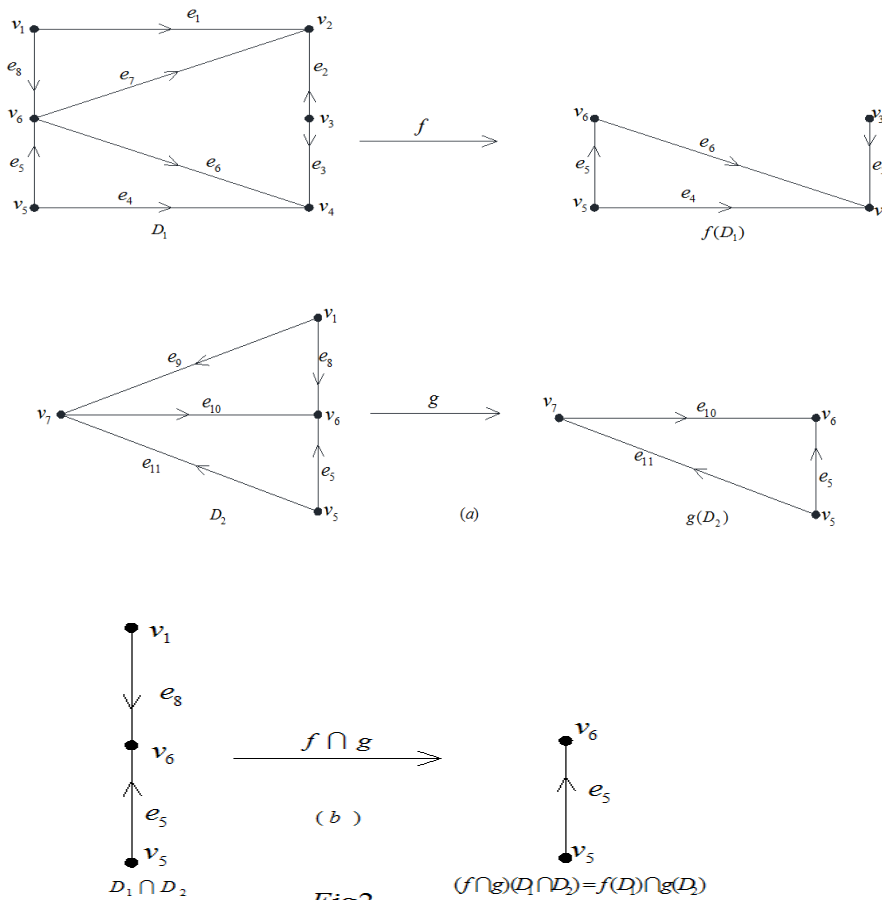 v₁ e₁ v₂
e₈ e₇ e₂
v₆ v₃ f v₆
e₅ e₆ e₃ e₅ e₆
v₅ e₄ v₄ v₅ e₄
D₁ f(D₁)
v₁
e₉ e₈
v₇ e₁₀ v₆ g v₇ e₁₀ v₆
e₁₁ e₅ e₁₁ e₅
v₅ v₅
D₂ (a) g(D₂)
v₁
e₈
v₆ f ∩ g v₆
e₅ (b) e₅
v₅ v₅
D₁ ∩ D₂ (f∩g)(D₁∩D₂)=f(D₁)∩g(D₂)
Fig2